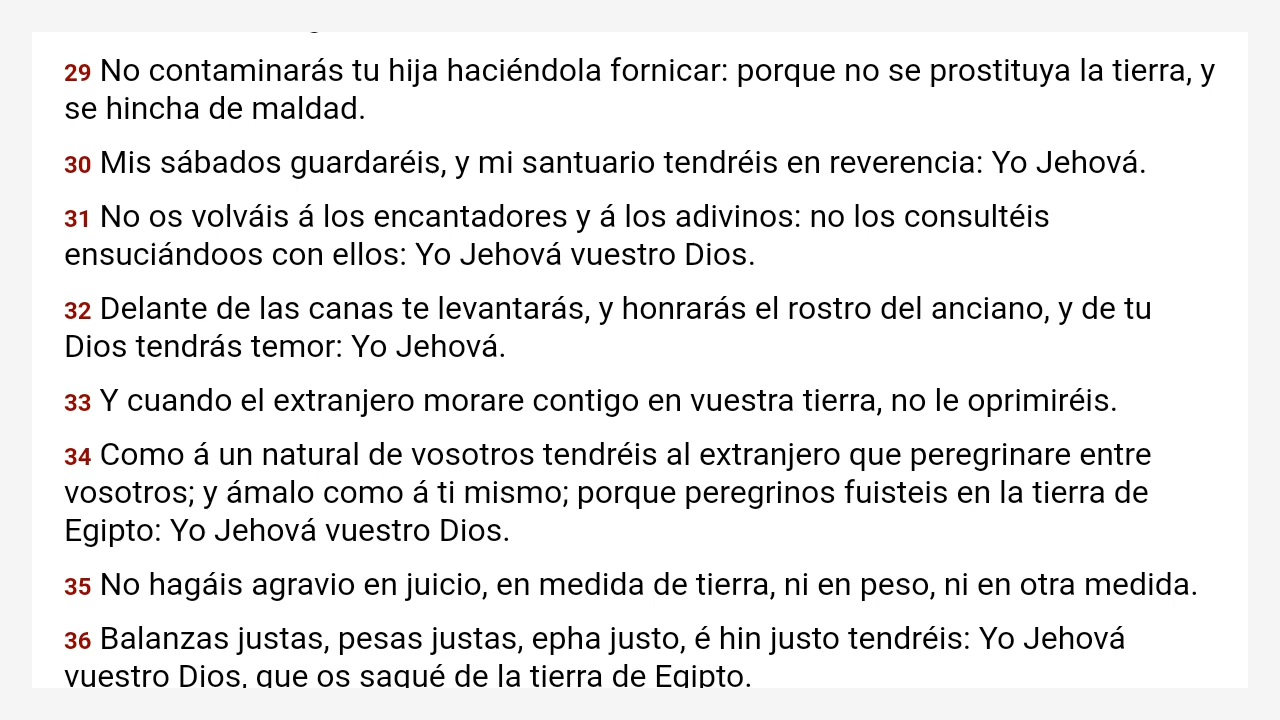 29 No contaminarás tu hija haciéndola fornicar: porque no se prostituya la tierra, y
se hincha de maldad.
30 Mis sábados guardaréis, y mi santuario tendréis en reverencia: Yo Jehová.
31 No os volváis á los encantadores y á los adivinos: no los consultéis
ensuciándoos con ellos: Yo Jehová vuestro Dios.
32 Delante de las canas te levantarás, y honrarás el rostro del anciano, y de tu
Dios tendrás temor: Yo Jehová.
33 Y cuando el extranjero morare contigo en vuestra tierra, no le oprimiréis.
34 Como á un natural de vosotros tendréis al extranjero que peregrinare entre
vosotros; y ámalo como á ti mismo; porque peregrinos fuisteis en la tierra de
Egipto: Yo Jehová vuestro Dios.
35 No hagáis agravio en juicio, en medida de tierra, ni en peso, ni en otra medida.
36 Balanzas justas, pesas justas, epha justo, é hin justo tendréis: Yo Jehová
vuestro Dios, que os saqué de la tierra de Egipto.